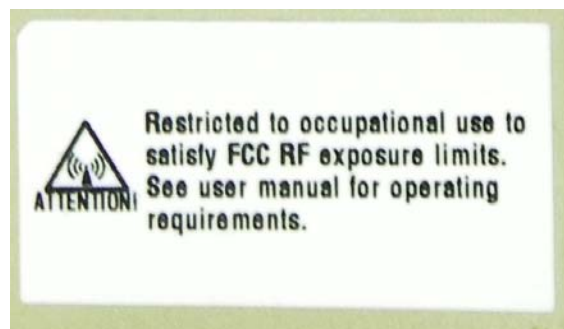 Restricted to occupational use to
satisfy FCC RF exposure limits.
ATTENTION! See user manual for operating
requirements.